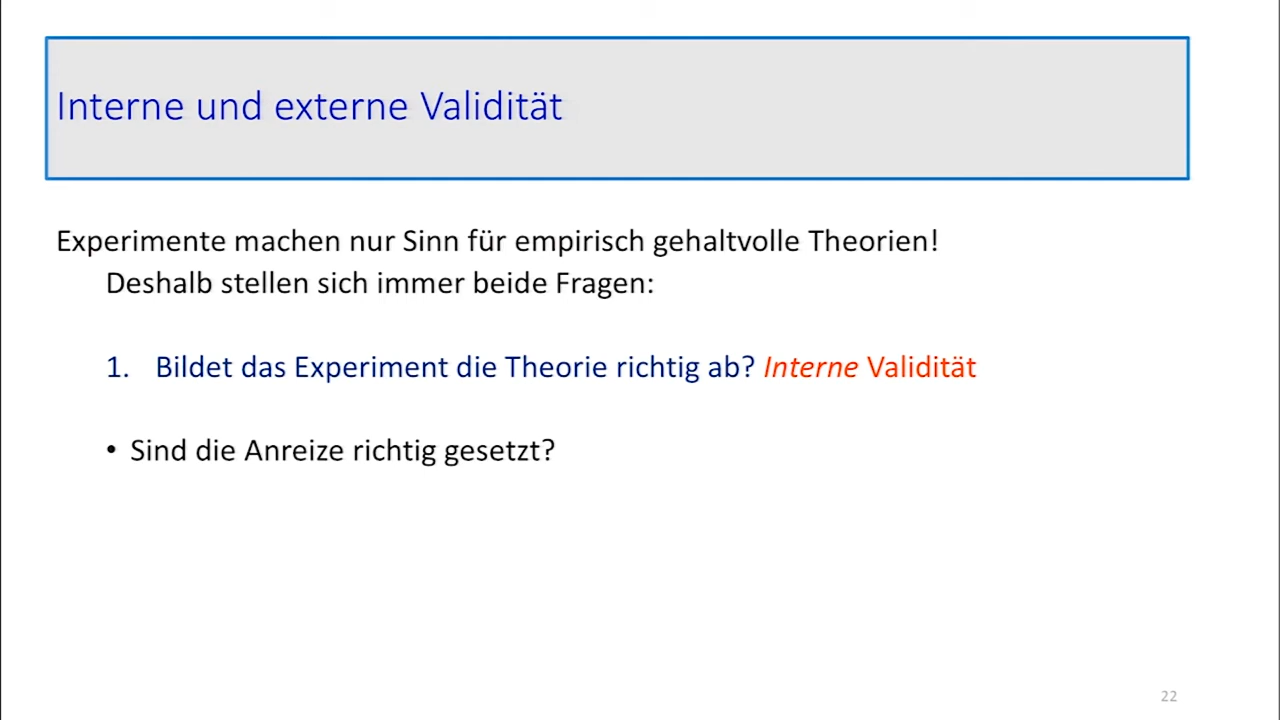 Interne und externe Validität
Experimente machen nur Sinn für empirisch gehaltvolle Theorien!
Deshalb stellen sich immer beide Fragen:
1. Bildet das Experiment die Theorie richtig ab? Interne Validität
• Sind die Anreize richtig gesetzt?
22